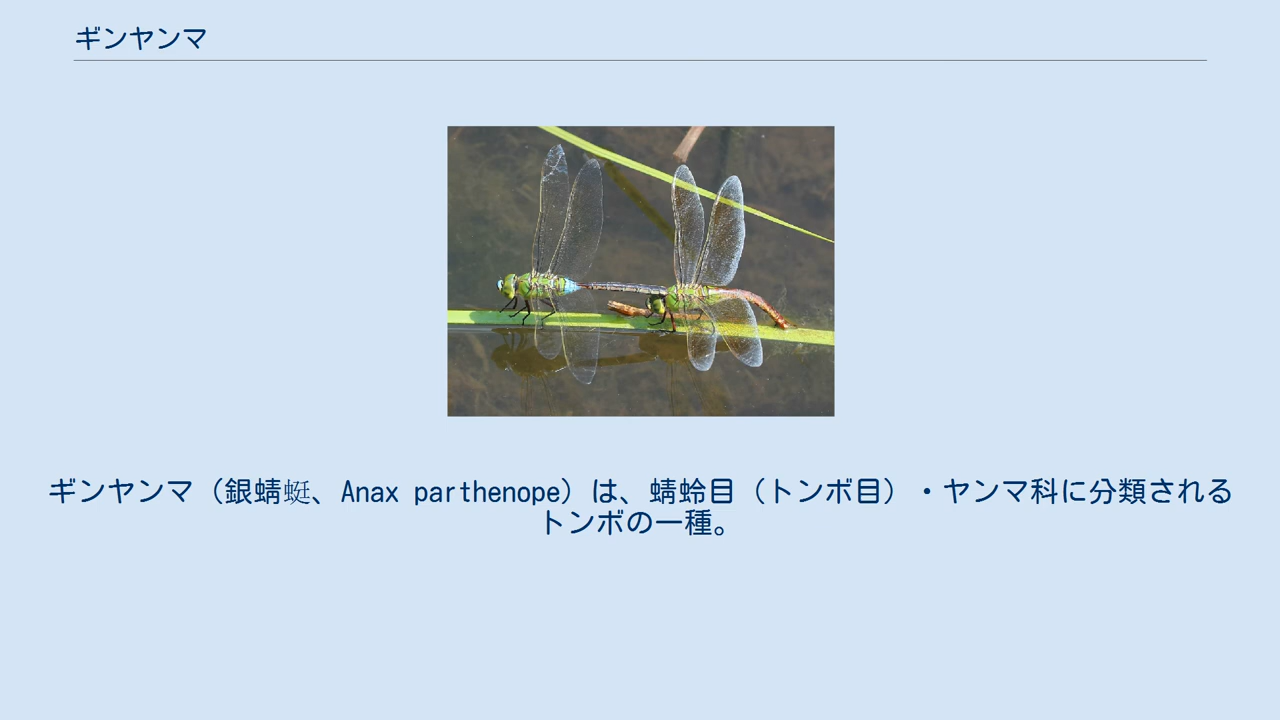 ギンヤンマ
ギンヤンマ（銀蜻蜓、Anax parthenope）は、蜻蛉目（トンボ目）・ヤンマ科に分類される
トンボの一種。